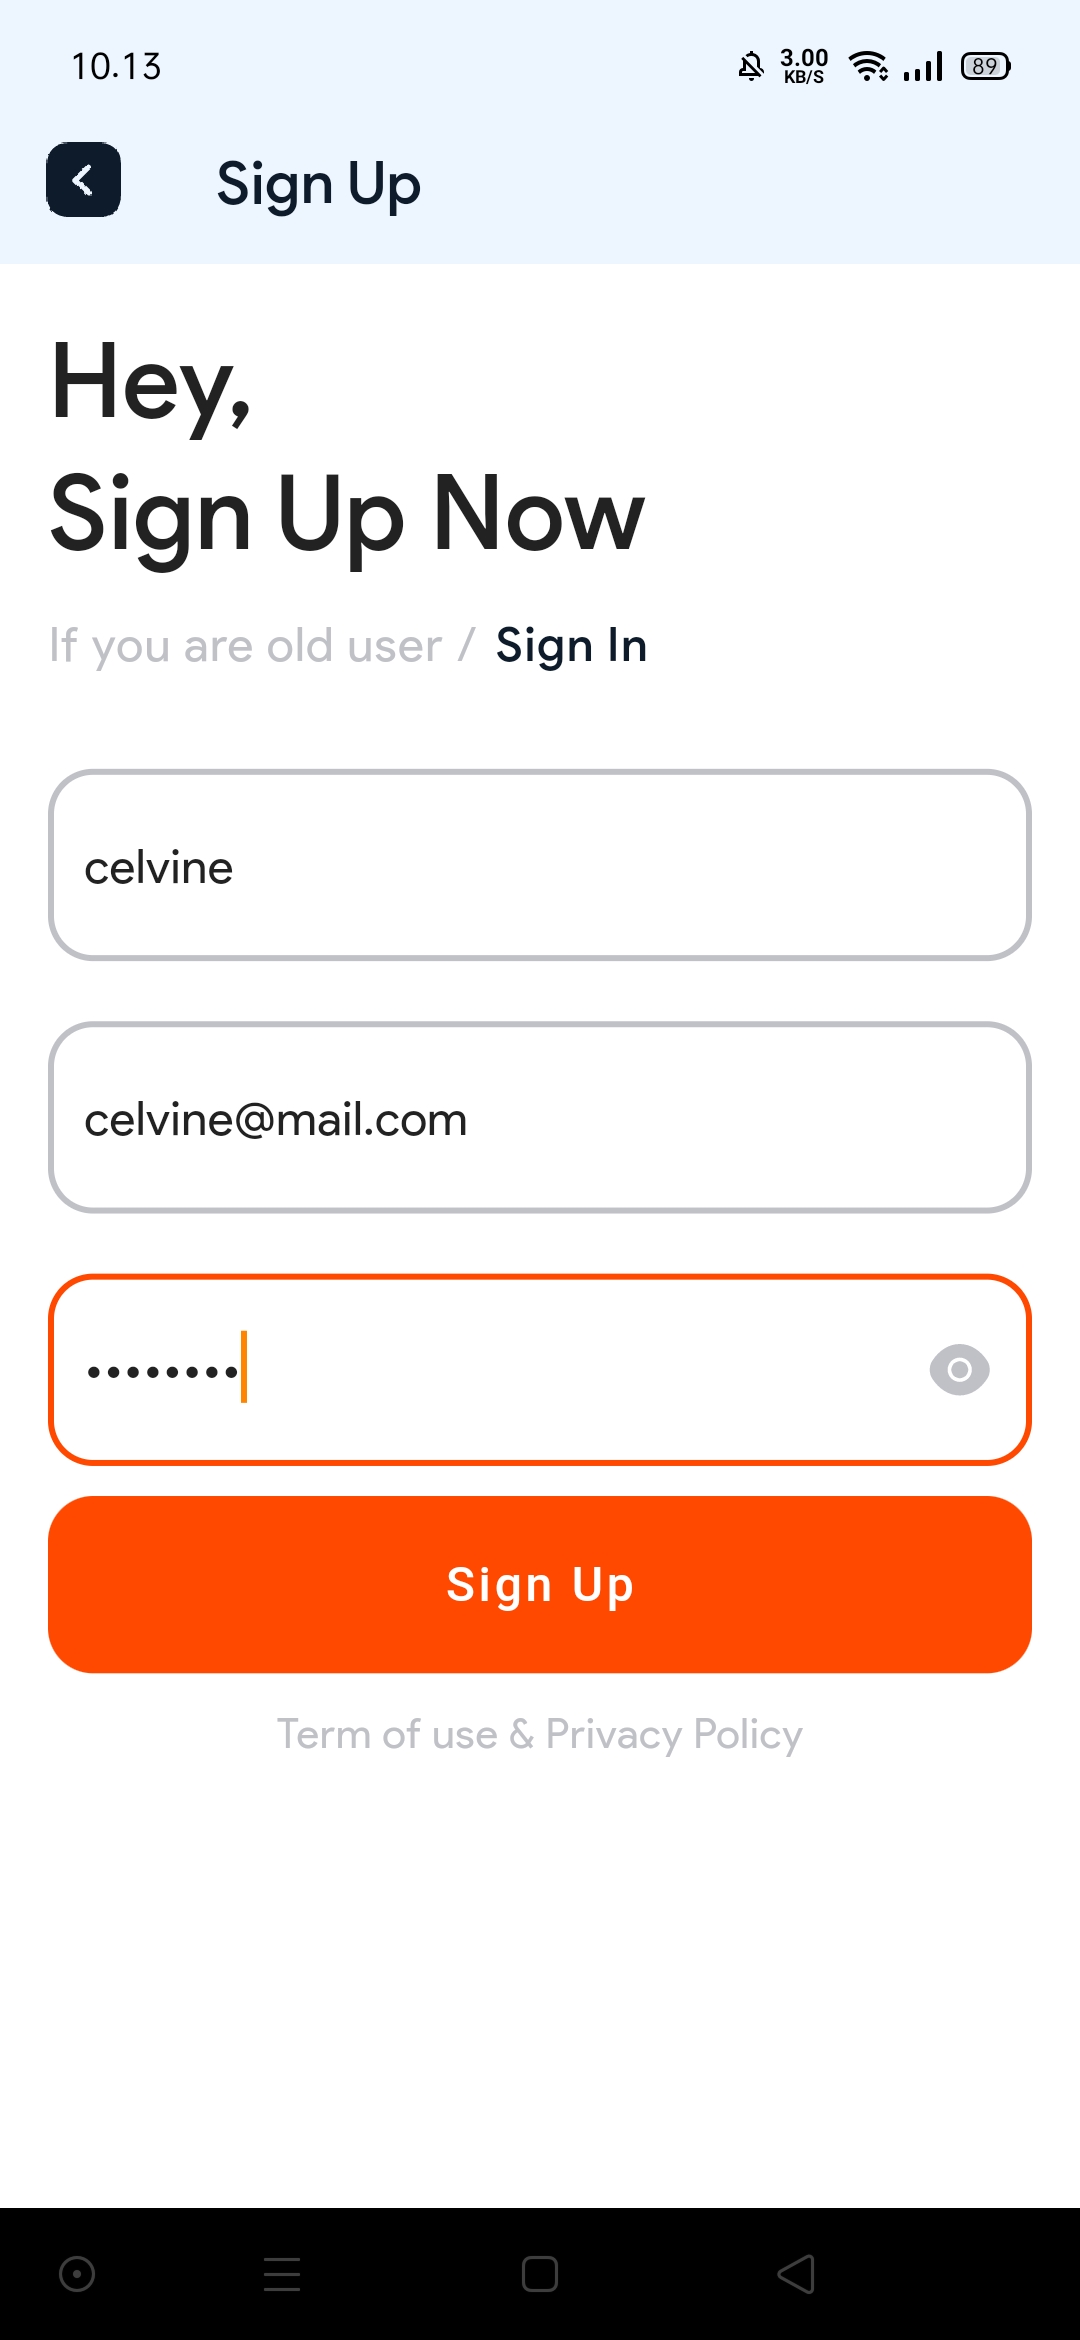 10.13
3.00
KB/S
89
Sign Up
Hey,
Sign Up Now
If you are old user / Sign In
celvine
celvine@mail.com
••••••••
Sign Up
Term of use & Privacy Policy